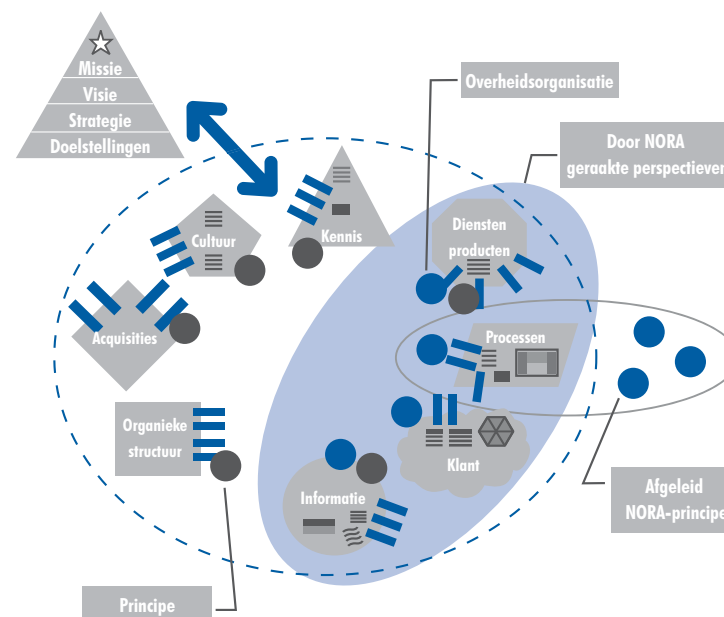 Missie
Visie
Strategie
Doelstellingen
Overheidsorganisatie
Door NORA
geraakte perspectieven
Cultuur
Kennis
Diensten
producten
Acquisities
Processen
Organieke
structuur
Klant
Informatie
Afgeleid
NORA-principe
Principe